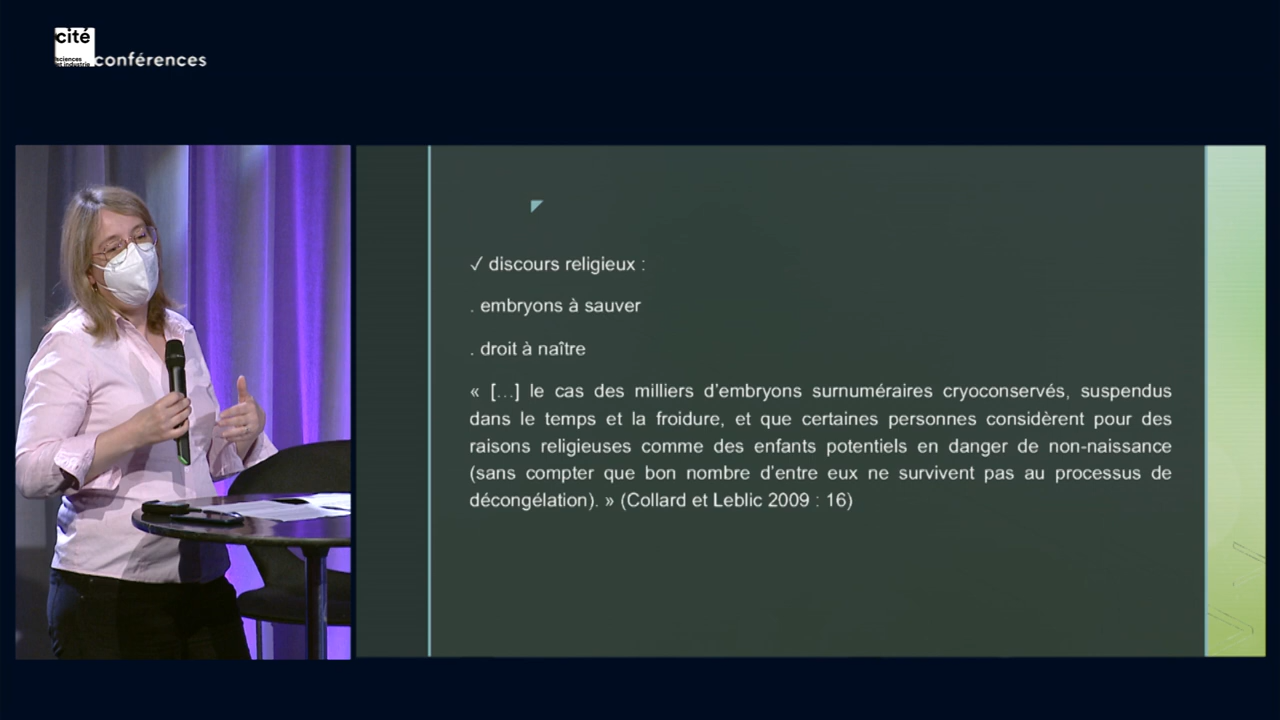 cité
sciences
et industrie
conférences
✓ discours religieux :
. embryons à sauver
. droit à naître
« [...] le cas des milliers d'embryons surnuméraires cryoconservés, suspendus
dans le temps et la froidure, et que certaines personnes considèrent pour des
raisons religieuses comme des enfants potentiels en danger de non-naissance
(sans compter que bon nombre d'entre eux ne survivent pas au processus de
décongélation). » (Collard et Leblic 2009 : 16)